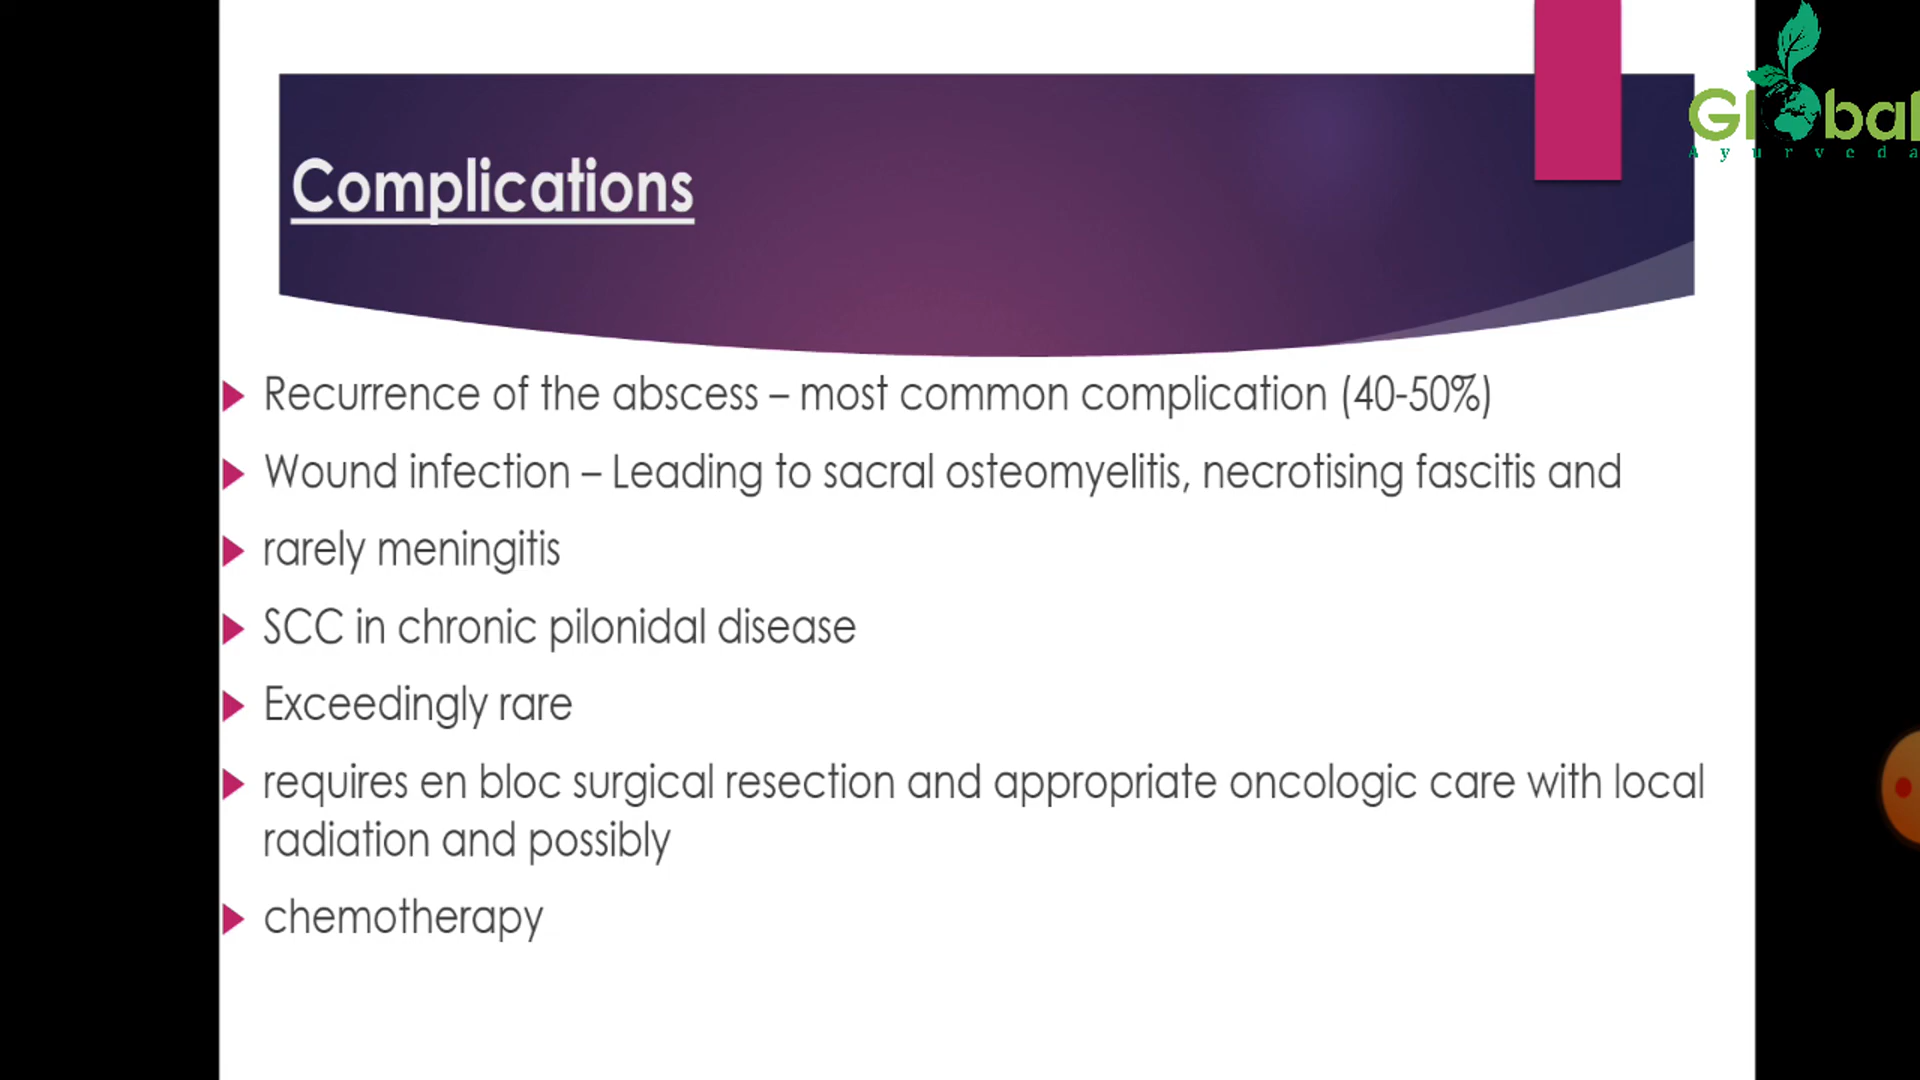 Global
Ayurveda
Complications
Recurrence of the abscess – most common complication (40-50%)
Wound infection – Leading to sacral osteomyelitis, necrotising fascitis and
rarely meningitis
SCC in chronic pilonidal disease
Exceedingly rare
requires en bloc surgical resection and appropriate oncologic care with local
radiation and possibly
chemotherapy